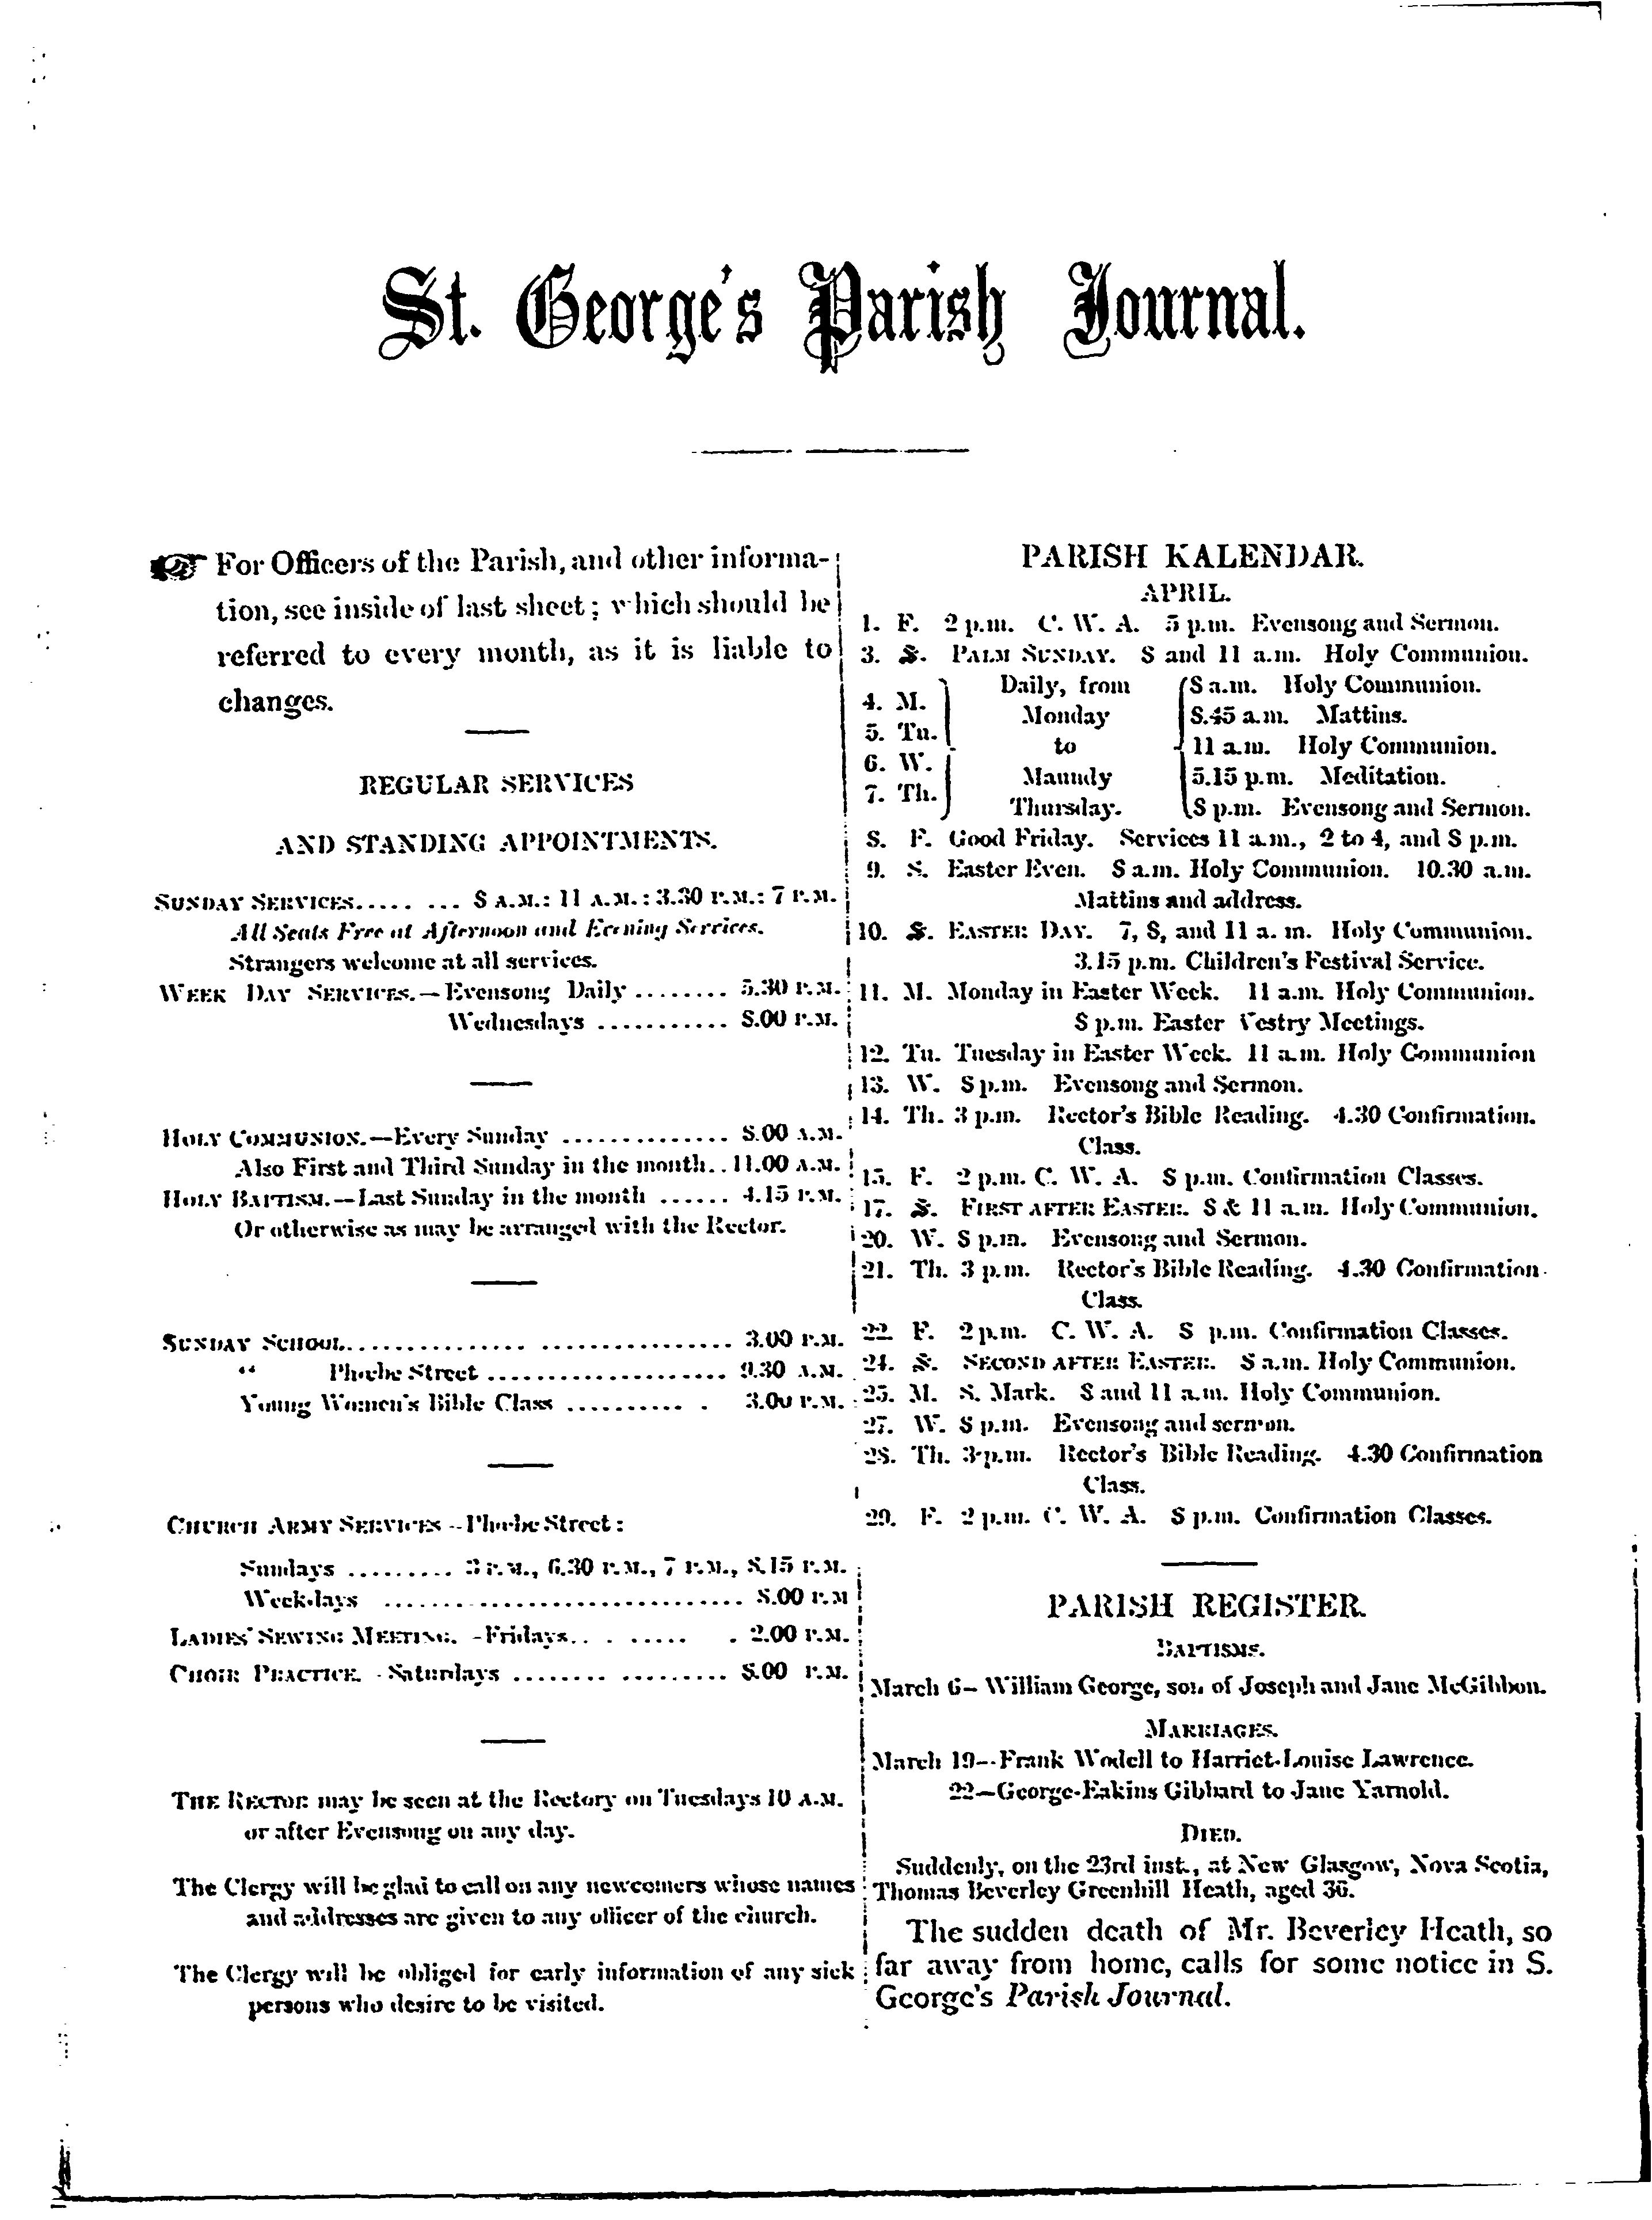 St. George's Parish Journal.
For Officers of the Parish, and other informa-
tion, see inside of last sheet; which should be
referred to every month, as it is liable to
changes.
REGULAR SERVICES
AND STANDING APPOINTMENTS.
SUNDAY SERVICES..... ... 8 A.M.: 11 A.M.: 3.30 P.M.: 7 P.M.
All Seats Free at Afternoon and Evening Services.
Strangers welcome at all services.
WEEK DAY SERVICES.—Evensong Daily ........ 5.30 P.M.
Wednesdays ........... 8.00 P.M.
HOLY COMMUNION.—Every Sunday .............. 8.00 A.M.
Also First and Third Sunday in the month.. 11.00 A.M.
HOLY BAPTISM.—Last Sunday in the month ...... 4.15 P.M.
Or otherwise as may be arranged with the Rector.
SUNDAY SCHOOL............... ................ 3.00 P.M.
“ Phœbe Street .................... 9.30 A.M.
Young Women's Bible Class .......... . 3.00 P.M.
CHURCH ARMY SERVICES--Phœbe Street:
Sundays ......... 3 P.M., 6.30 P.M., 7 P.M., 8.15 P.M.
Weekdays .............................. 8.00 P.M
LADIES' SEWING MEETING. -Fridays.. . ..... . 2.00 P.M.
CHOIR PRACTICE. -Saturdays ........ ......... 8.00 P.M.
THE RECTOR may be seen at the Rectory on Tuesdays 10 A.M.
or after Evensong on any day.
The Clergy will be glad to call on any newcomers whose names
and addresses are given to any officer of the church.
The Clergy will be obliged for early information of any sick
persons who desire to be visited.
PARISH KALENDAR.
APRIL.
1. F. 2 p.m. C. W. A. 5 p.m. Evensong and Sermon.
3. S. PALM SUNDAY. 8 and 11 a.m. Holy Communion.
4. M.
5. Tu.
6. W.
7. Th.
Daily, from
Monday
to
Maundy
Thursday.
8 a.m. Holy Communion.
8.45 a.m. Mattins.
11 a.m. Holy Communion.
5.15 p.m. Meditation.
8 p.m. Evensong and Sermon.
8. F. Good Friday. Services 11 a.m., 2 to 4, and 8 p.m.
9. S. Easter Even. 8 a.m. Holy Communion. 10.30 a.m.
Mattins and address.
10. S. EASTER DAY. 7, 8, and 11 a. m. Holy Communion.
3.15 p.m. Children's Festival Service.
11. M. Monday in Easter Week. 11 a.m. Holy Communion.
8 p.m. Easter Vestry Meetings.
12. Tu. Tuesday in Easter Week. 11 a.m. Holy Communion
13. W. 8 p.m. Evensong and Sermon.
14. Th. 3 p.m. Rector's Bible Reading. 4.30 Confirmation.
Class.
15. F. 2 p.m. C. W. A. 8 p.m. Confirmation Classes.
17. S. FIRST AFTER EASTER. 8 & 11 a.m. Holy Communion.
20. W. 8 p.m. Evensong and Sermon.
21. Th. 3 p.m. Rector's Bible Reading. 4.30 Confirmation
Class.
22. F. 2 p.m. C. W. A. 8 p.m. Confirmation Classes.
24. S. SECOND AFTER EASTER. 8 a.m. Holy Communion.
25. M. S. Mark. 8 and 11 a.m. Holy Communion.
27. W. 8 p.m. Evensong and sermon.
28. Th. 3 p.m. Rector's Bible Reading. 4.30 Confirmation
Class.
29. F. 2 p.m. C. W. A. 8 p.m. Confirmation Classes.
PARISH REGISTER.
BAPTISMS.
March 6— William George, son of Joseph and Jane McGibbon.
MARRIAGES.
March 19—Frank Wodell to Harriet-Louise Lawrence.
22—George-Eakins Gibbard to Jane Yarnold.
DIED.
Suddenly, on the 23rd inst., at New Glasgow, Nova Scotia,
Thomas Beverley Greenhill Heath, aged 36.
The sudden death of Mr. Beverley Heath, so
far away from home, calls for some notice in S.
George's Parish Journal.